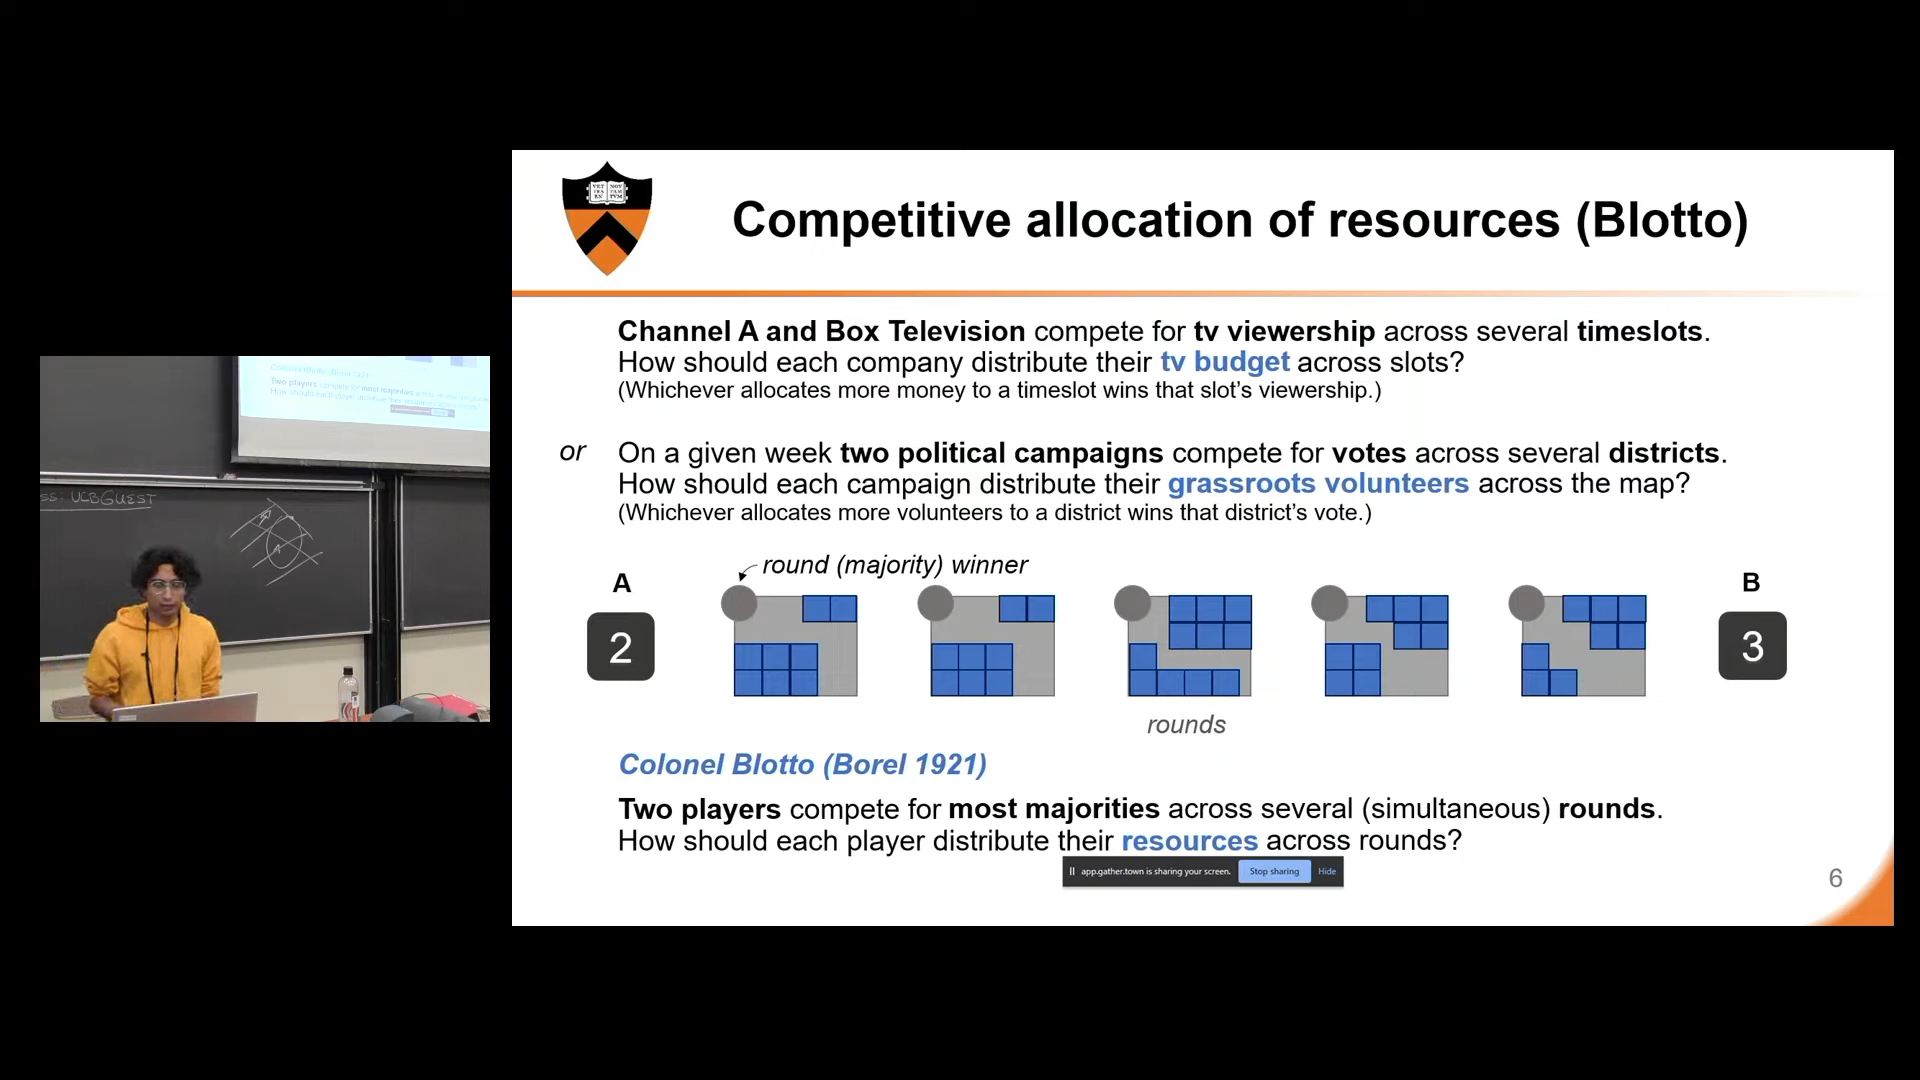 Competitive allocation of resources (Blotto)
Channel A and Box Television compete for tv viewership across several timeslots.
How should each company distribute their tv budget across slots?
(Whichever allocates more money to a timeslot wins that slot's viewership.)
or
On a given week two political campaigns compete for votes across several districts.
How should each campaign distribute their grassroots volunteers across the map?
(Whichever allocates more volunteers to a district wins that district's vote.)
round (majority) winner
A
B
2
3
rounds
Colonel Blotto (Borel 1921)
Two players compete for most majorities across several (simultaneous) rounds.
How should each player distribute their resources across rounds?
app.gather.town is sharing your screen.
Stop sharing
Hide
6
UCBGUEST